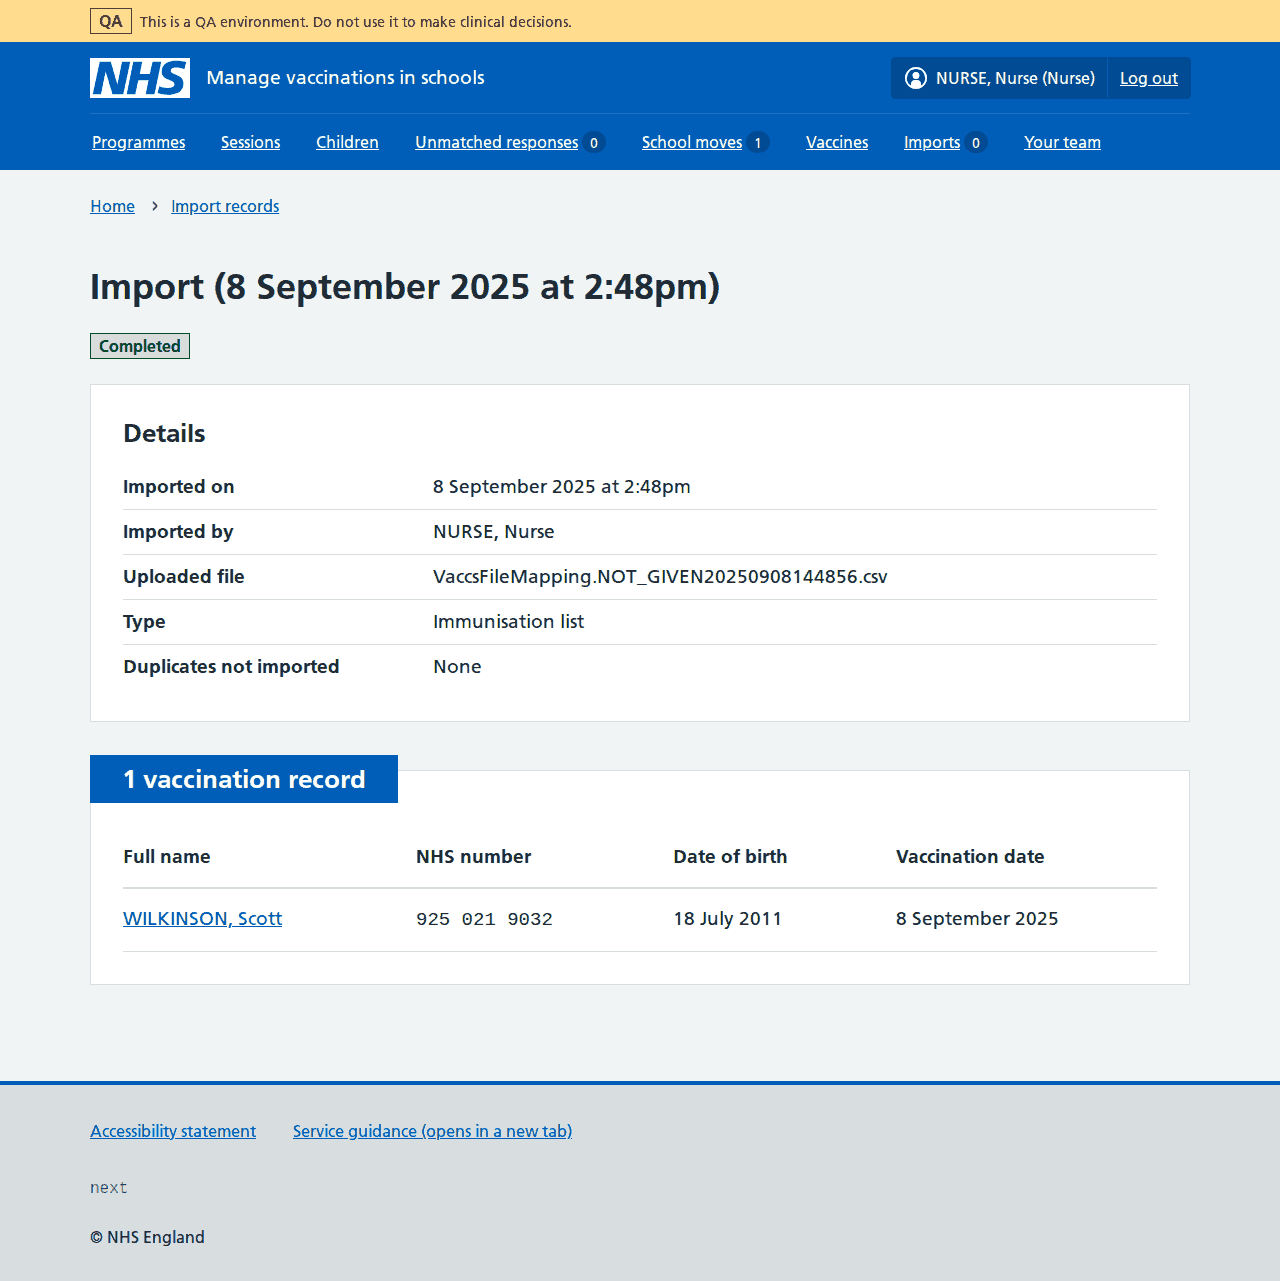 QA This is a QA environment. Do not use it to make clinical decisions.
NHS Manage vaccinations in schools NURSE, Nurse (Nurse) Log out
Programmes Sessions Children Unmatched responses 0 School moves 1 Vaccines Imports 0 Your team
Home › Import records
Import (8 September 2025 at 2:48pm)
Completed
Details
Imported on 8 September 2025 at 2:48pm
Imported by NURSE, Nurse
Uploaded file VaccsFileMapping.NOT_GIVEN20250908144856.csv
Type Immunisation list
Duplicates not imported None
1 vaccination record
Full name NHS number Date of birth Vaccination date
WILKINSON, Scott 925 021 9032 18 July 2011 8 September 2025
Accessibility statement Service guidance (opens in a new tab)
next
© NHS England